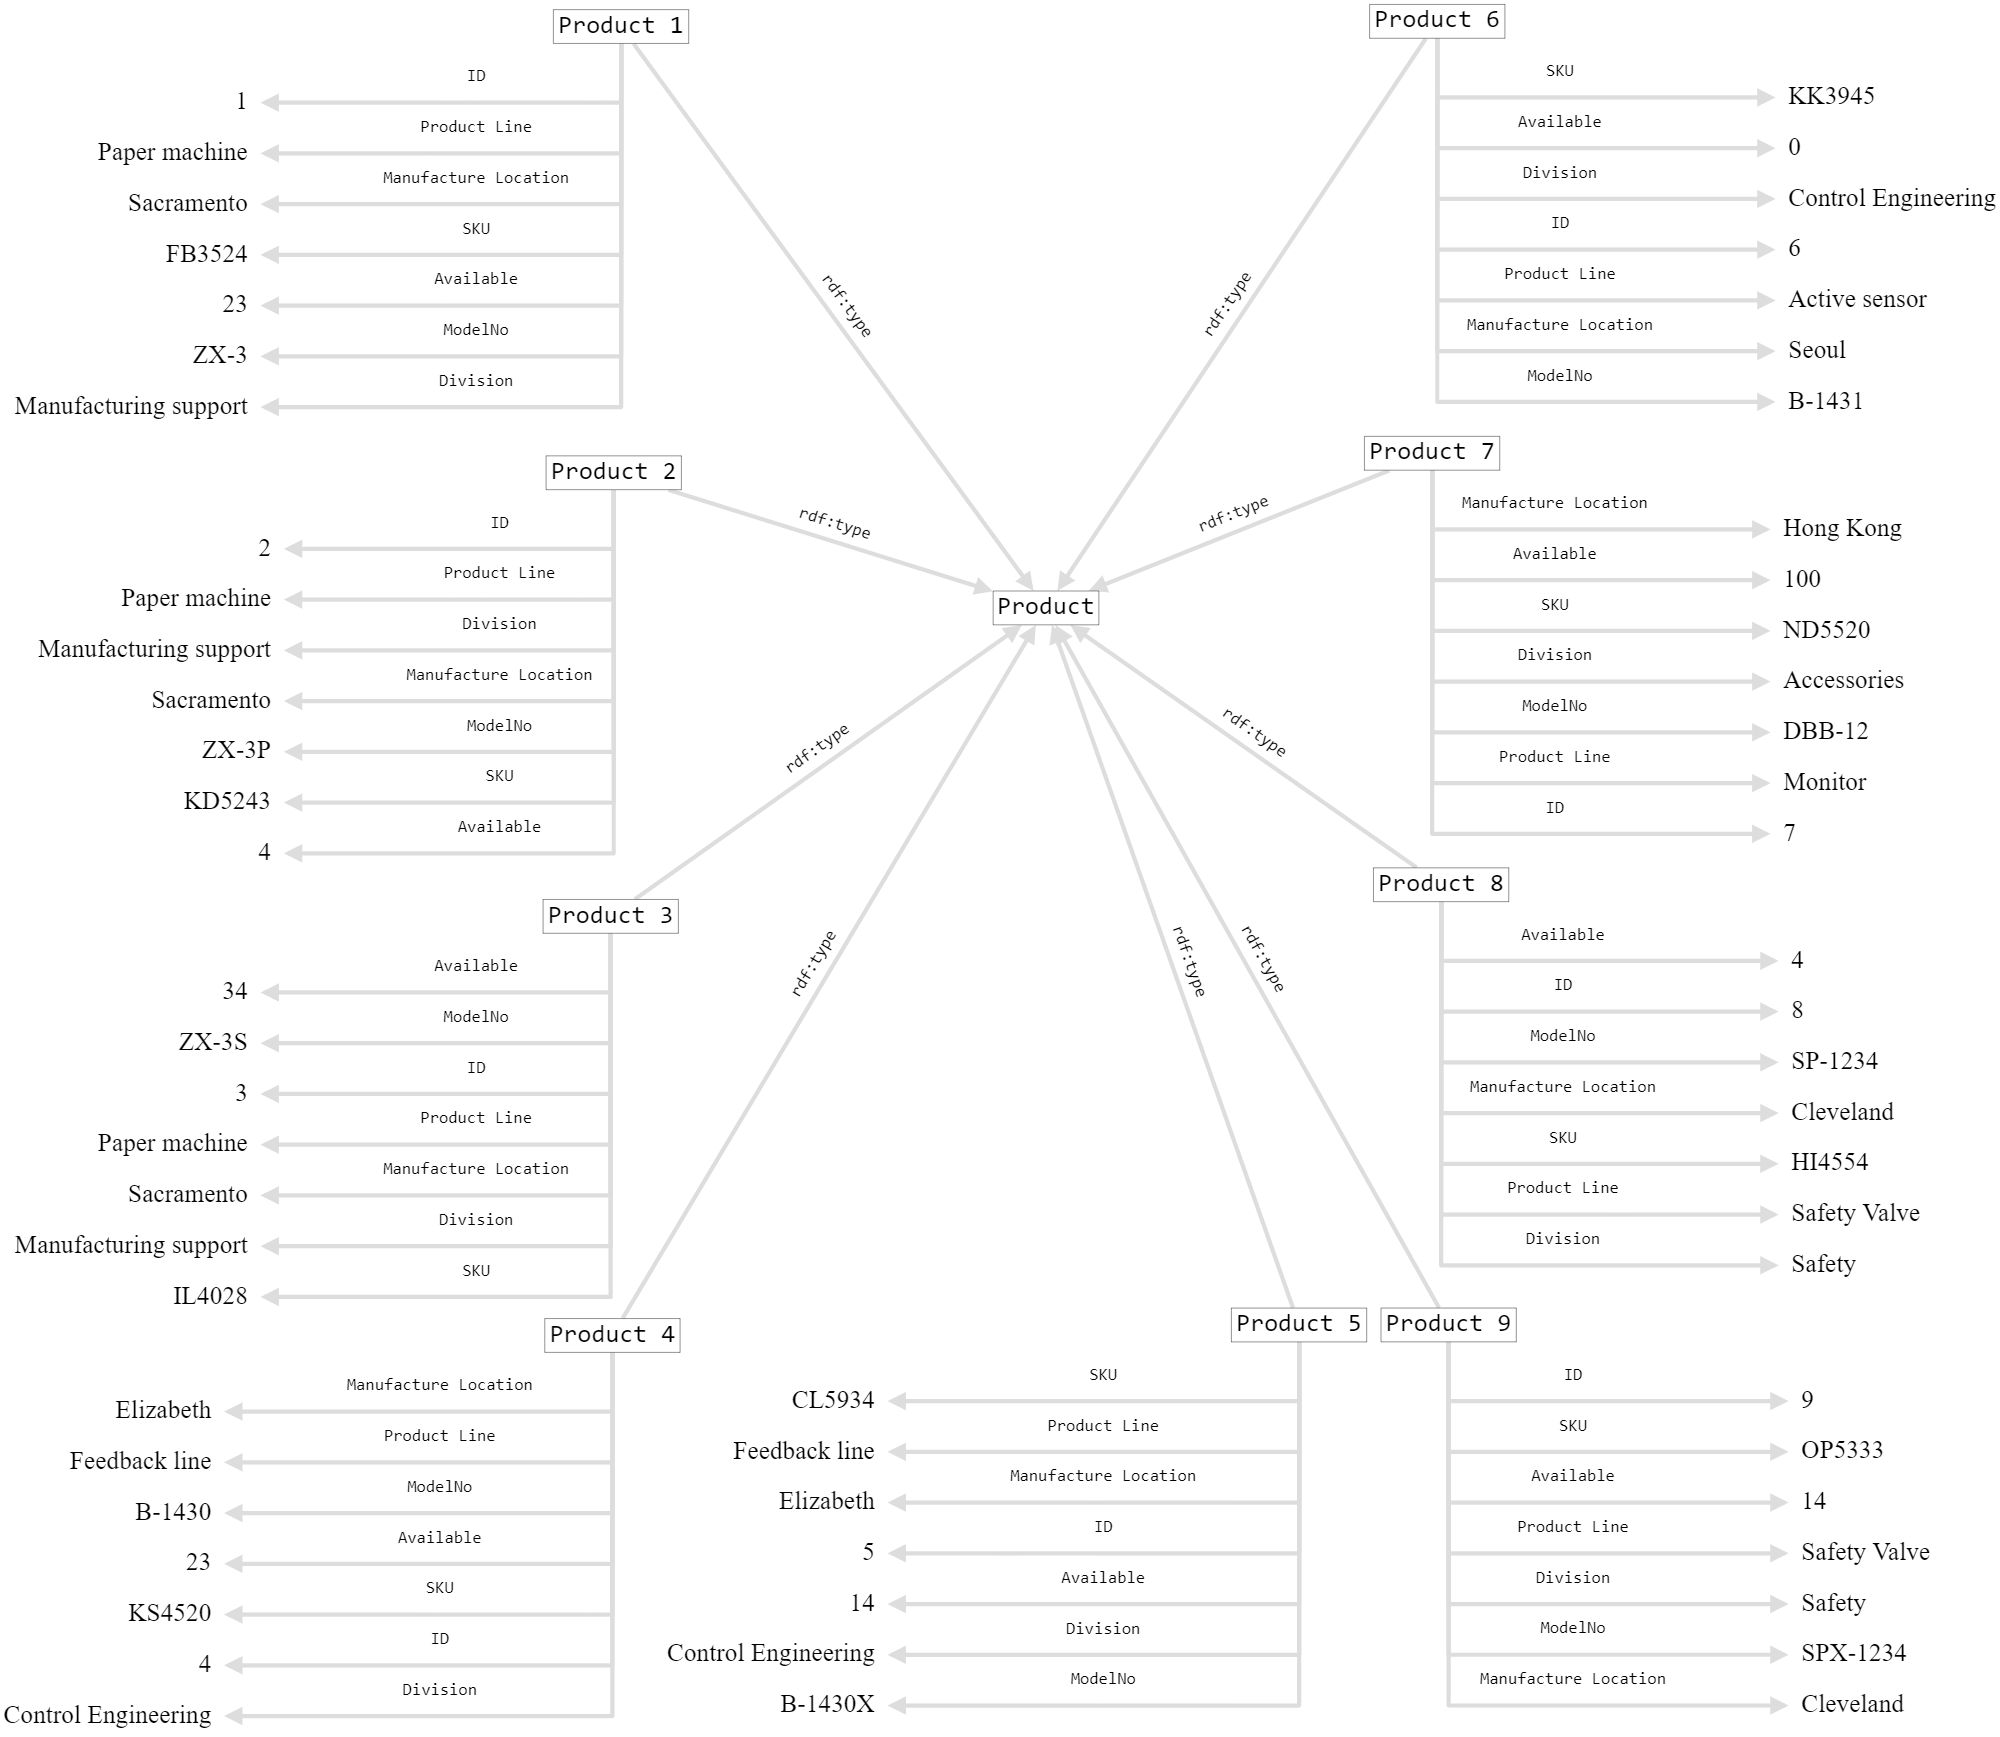 Product 1
ID
1
Product Line
Paper machine
Manufacture Location
Sacramento
SKU
FB3524
Available
23
ModelNo
ZX-3
Division
Manufacturing support
rdf:type
Product 2
ID
2
Product Line
Paper machine
Division
Manufacturing support
Manufacture Location
Sacramento
ModelNo
ZX-3P
SKU
KD5243
Available
4
rdf:type
Product 3
Available
34
ModelNo
ZX-3S
ID
3
Product Line
Paper machine
Manufacture Location
Sacramento
Division
Manufacturing support
SKU
IL4028
rdf:type
Product 4
Manufacture Location
Elizabeth
Product Line
Feedback line
ModelNo
B-1430
Available
23
SKU
KS4520
ID
4
Division
Control Engineering
rdf:type
Product
Product 5
SKU
CL5934
Product Line
Feedback line
Manufacture Location
Elizabeth
ID
5
Available
14
Division
Control Engineering
ModelNo
B-1430X
rdf:type
Product 6
SKU
KK3945
Available
0
Division
Control Engineering
ID
6
Product Line
Active sensor
Manufacture Location
Seoul
ModelNo
B-1431
rdf:type
Product 7
Manufacture Location
Hong Kong
Available
100
SKU
ND5520
Division
Accessories
ModelNo
DBB-12
Product Line
Monitor
ID
7
rdf:type
Product 8
Available
4
ID
8
ModelNo
SP-1234
Manufacture Location
Cleveland
SKU
HI4554
Product Line
Safety Valve
Division
Safety
rdf:type
Product 9
ID
9
SKU
OP5333
Available
14
Product Line
Safety Valve
Division
Safety
ModelNo
SPX-1234
Manufacture Location
Cleveland
rdf:type